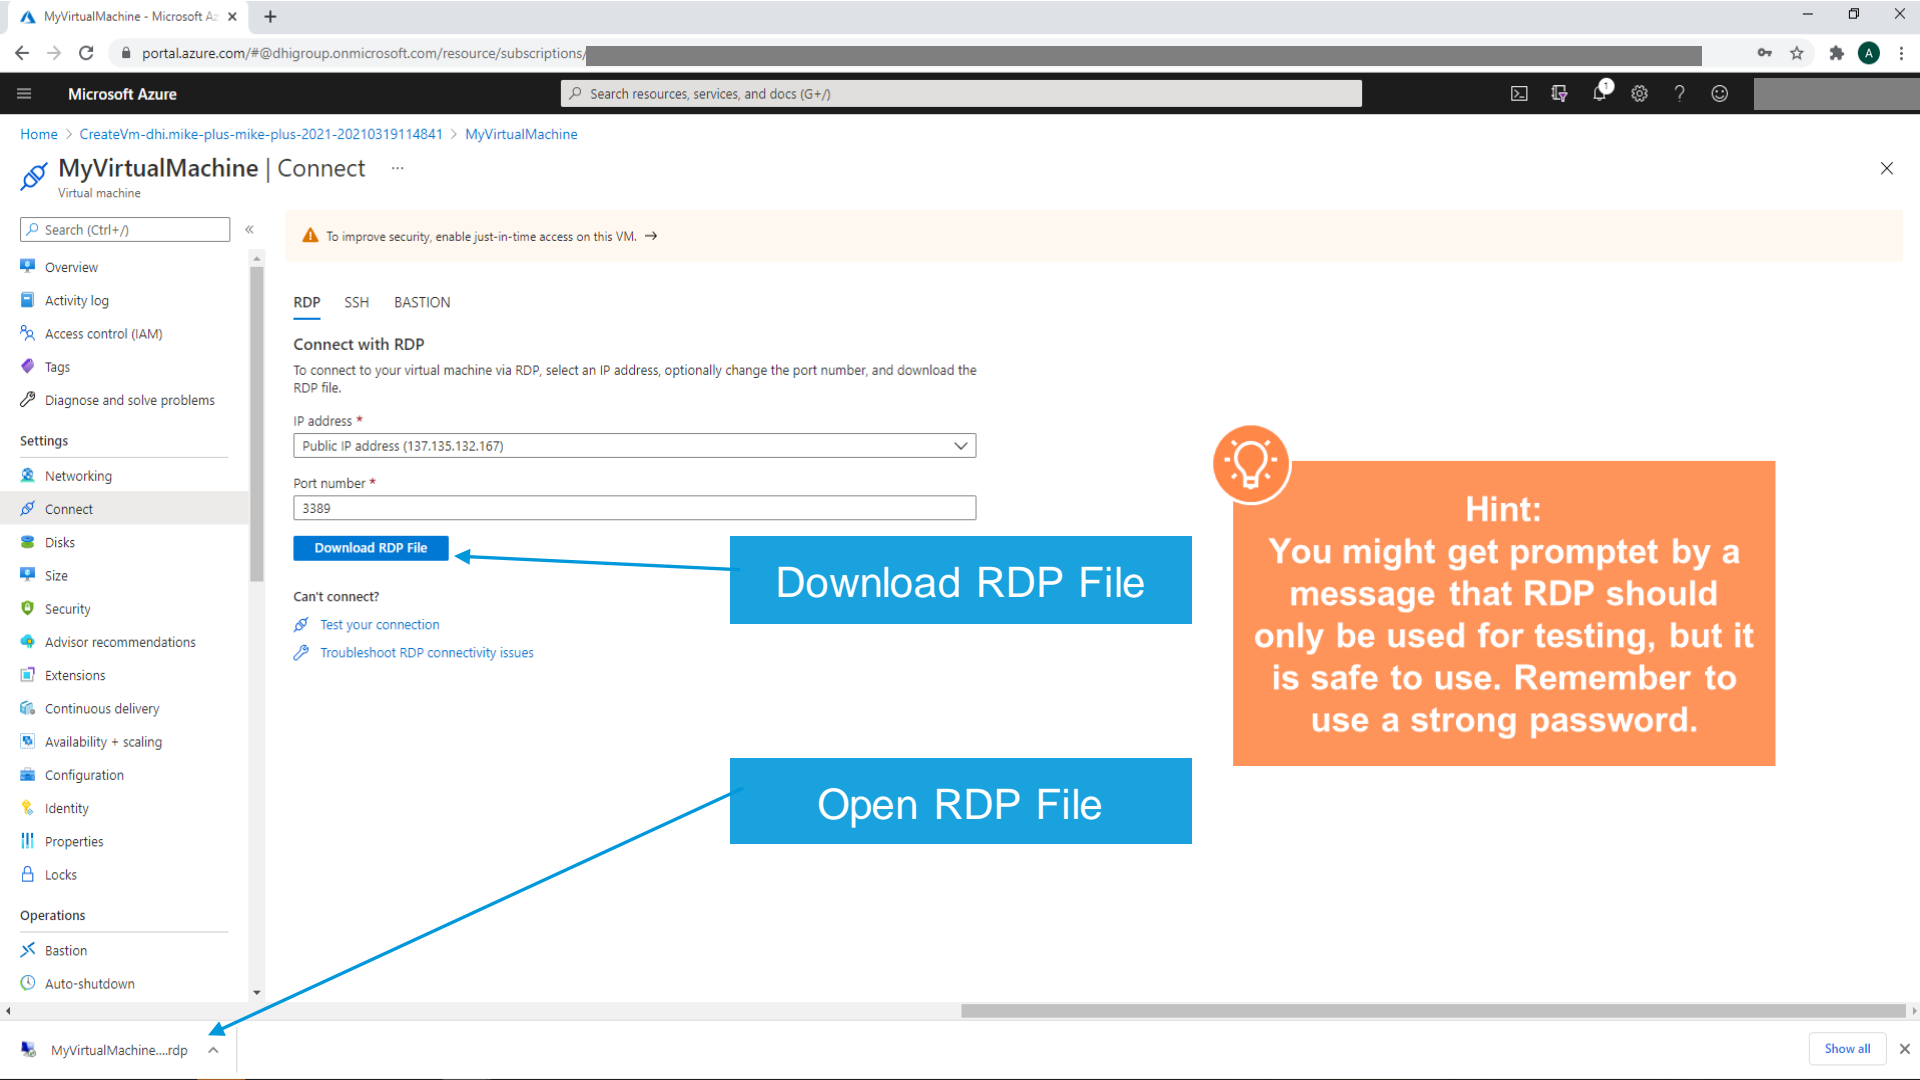 MyVirtualMachine - Microsoft Az
portal.azure.com/#@dhigroup.onmicrosoft.com/resource/subscriptions/
A
Microsoft Azure
Search resources, services, and docs (G+/)
1
Home > CreateVm-dhi.mike-plus-mike-plus-2021-20210319114841 > MyVirtualMachine
MyVirtualMachine | Connect ...
Virtual machine
Search (Ctrl+/)
«
To improve security, enable just-in-time access on this VM. →
Overview
Activity log
Access control (IAM)
Tags
Diagnose and solve problems
Settings
Networking
Connect
Disks
Size
Security
Advisor recommendations
Extensions
Continuous delivery
Availability + scaling
Configuration
Identity
Properties
Locks
Operations
Bastion
Auto-shutdown
RDP SSH BASTION
Connect with RDP
To connect to your virtual machine via RDP, select an IP address, optionally change the port number, and download the
RDP file.
IP address *
Public IP address (137.135.132.167)
Port number *
3389
Download RDP File
Can't connect?
Test your connection
Troubleshoot RDP connectivity issues
Download RDP File
Open RDP File
Hint:
You might get promptet by a
message that RDP should
only be used for testing, but it
is safe to use. Remember to
use a strong password.
MyVirtualMachine....rdp
Show all